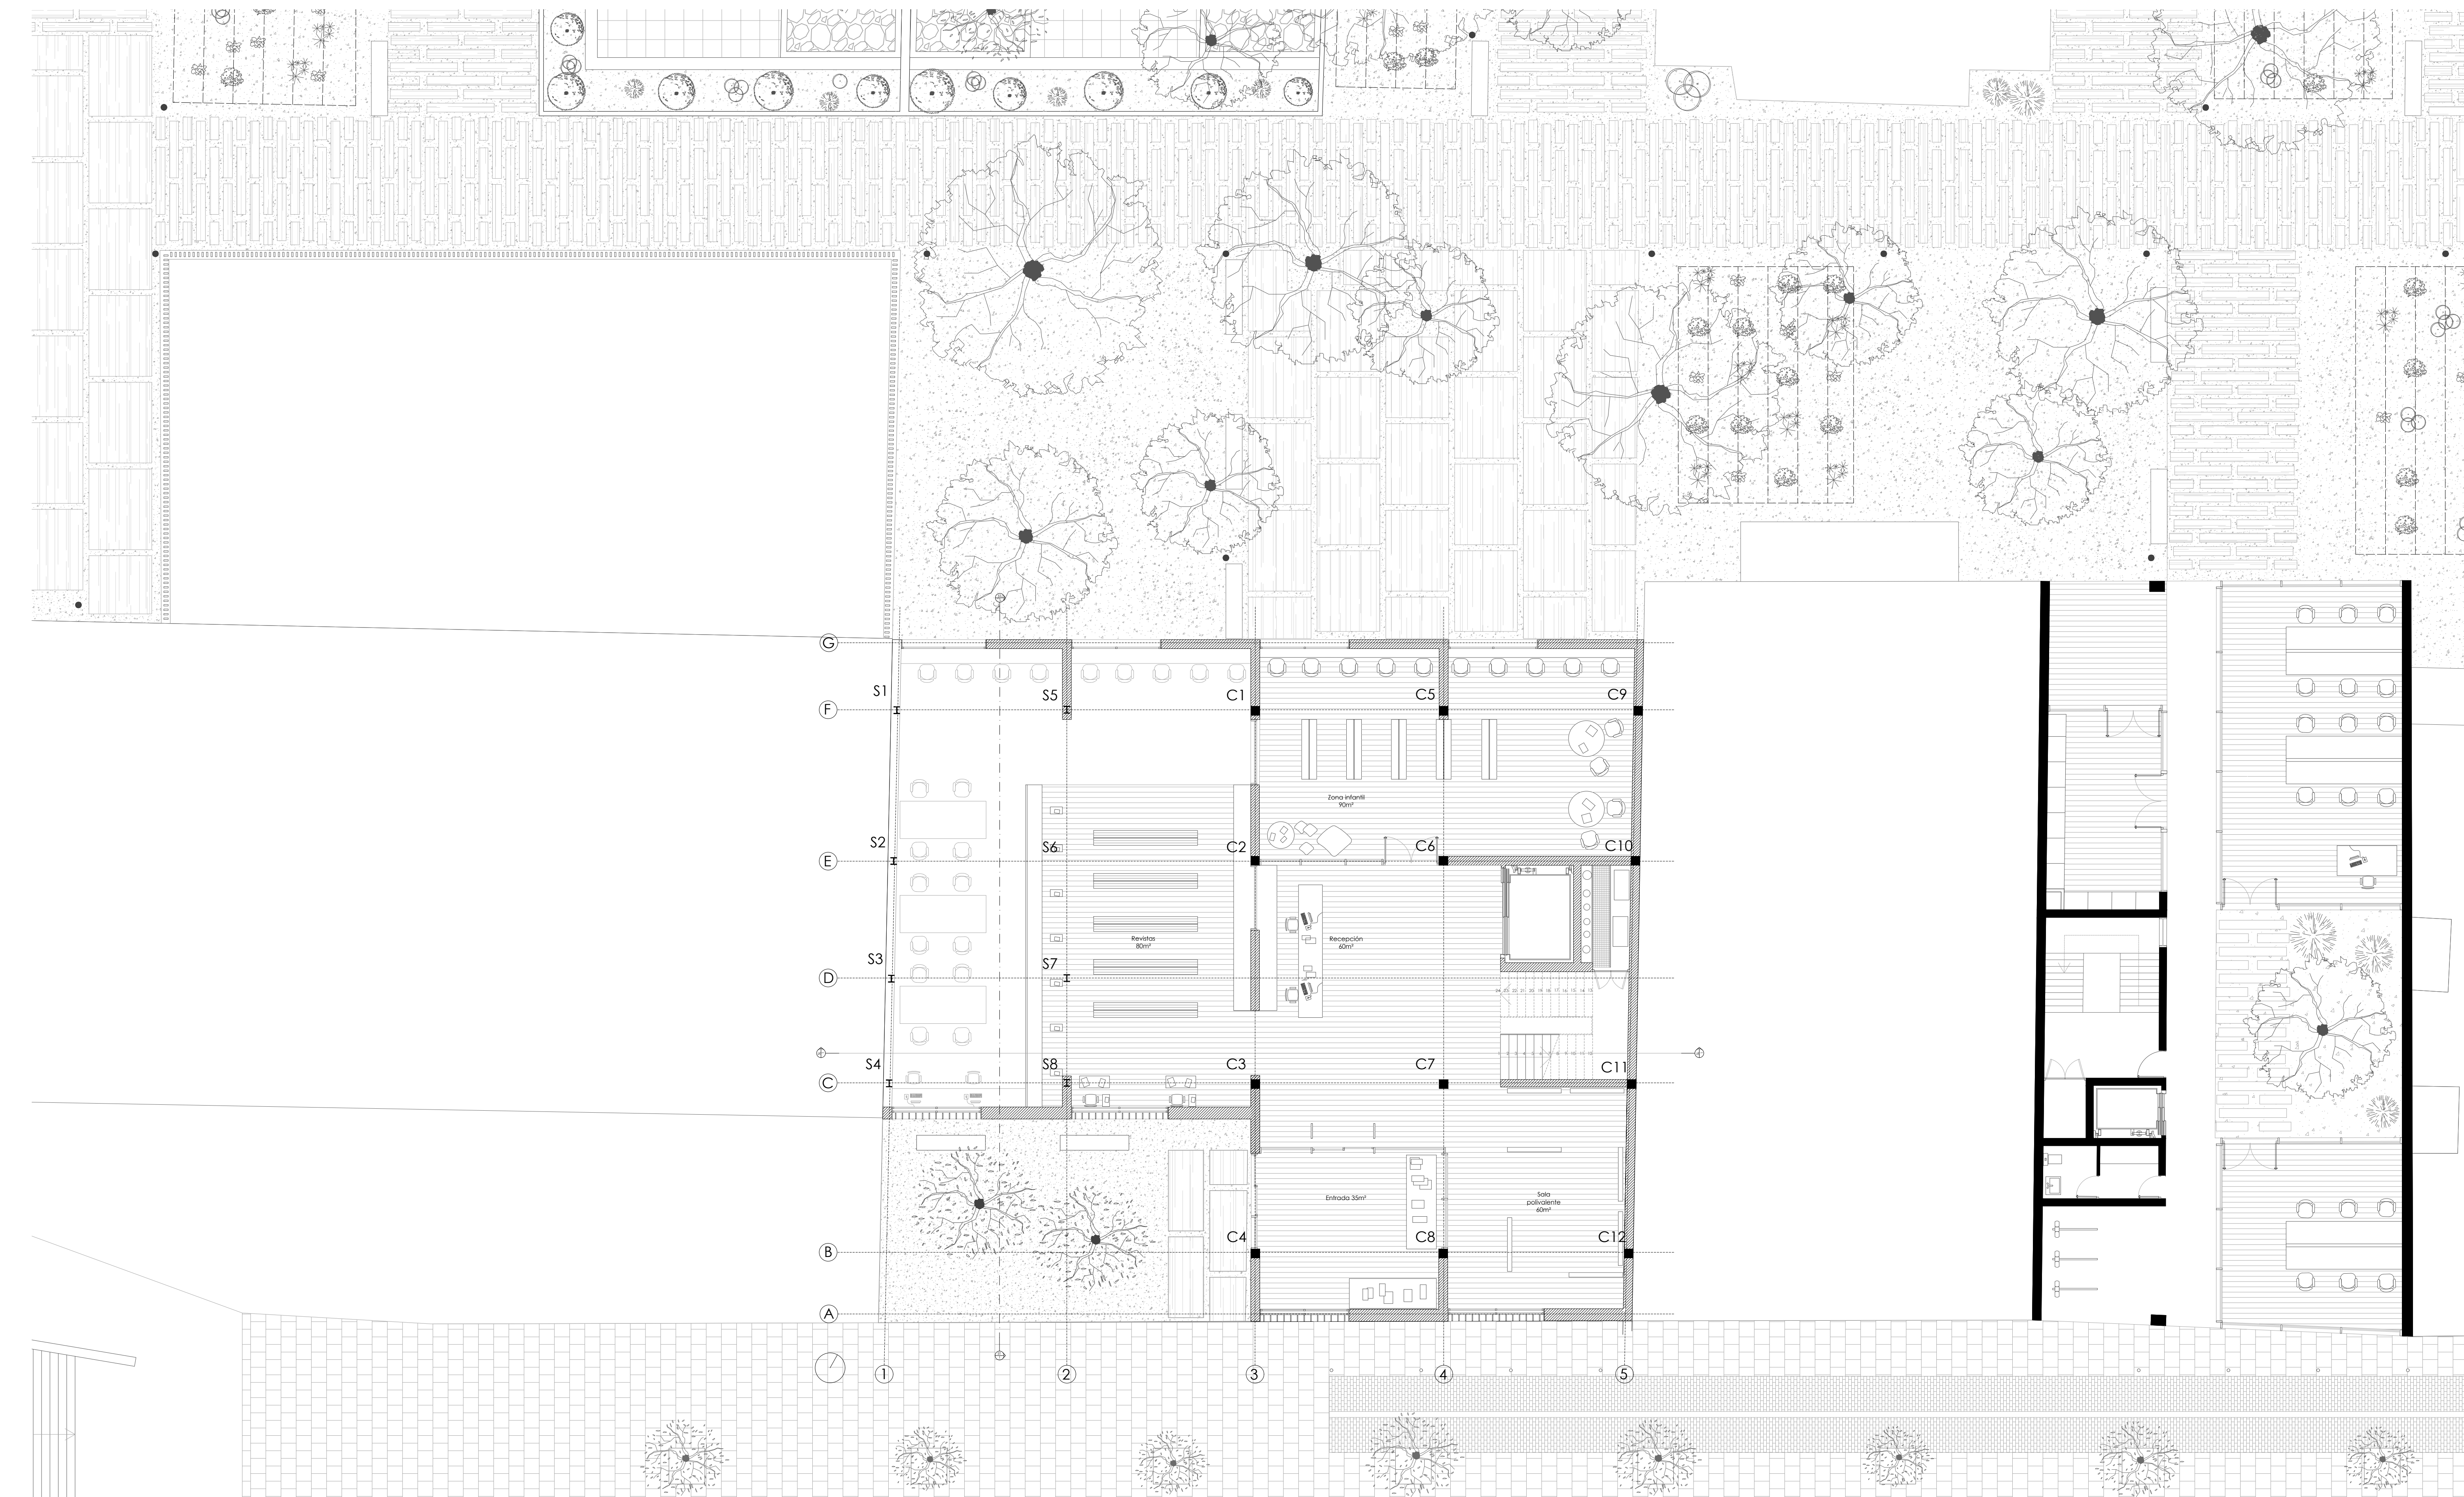 G
S1
S5
C1
C5
C9
F
Zona infantil
90m²
S2
S6
C2
C6
C10
E
Revistas
80m²
Recepción
60m²
S3
S7
D
S4
S8
C3
C7
C11
C
Entrada 35m²
Sala
polivalente
60m²
C4
C8
C12
B
A
1
2
3
4
5